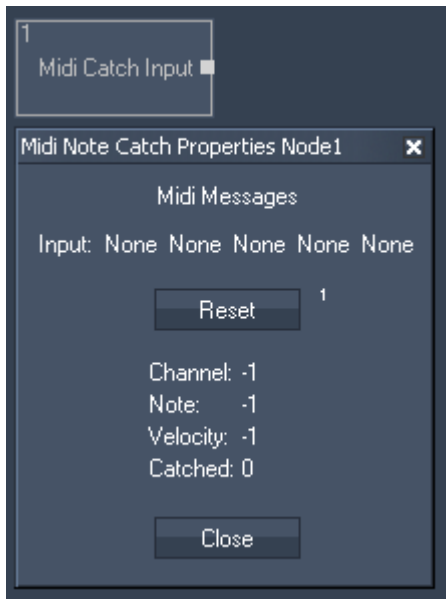 1
Midi Catch Input
Midi Note Catch Properties Node1
Midi Messages
Input: None None None None None
Reset 1
Channel: -1
Note: -1
Velocity: -1
Catched: 0
Close